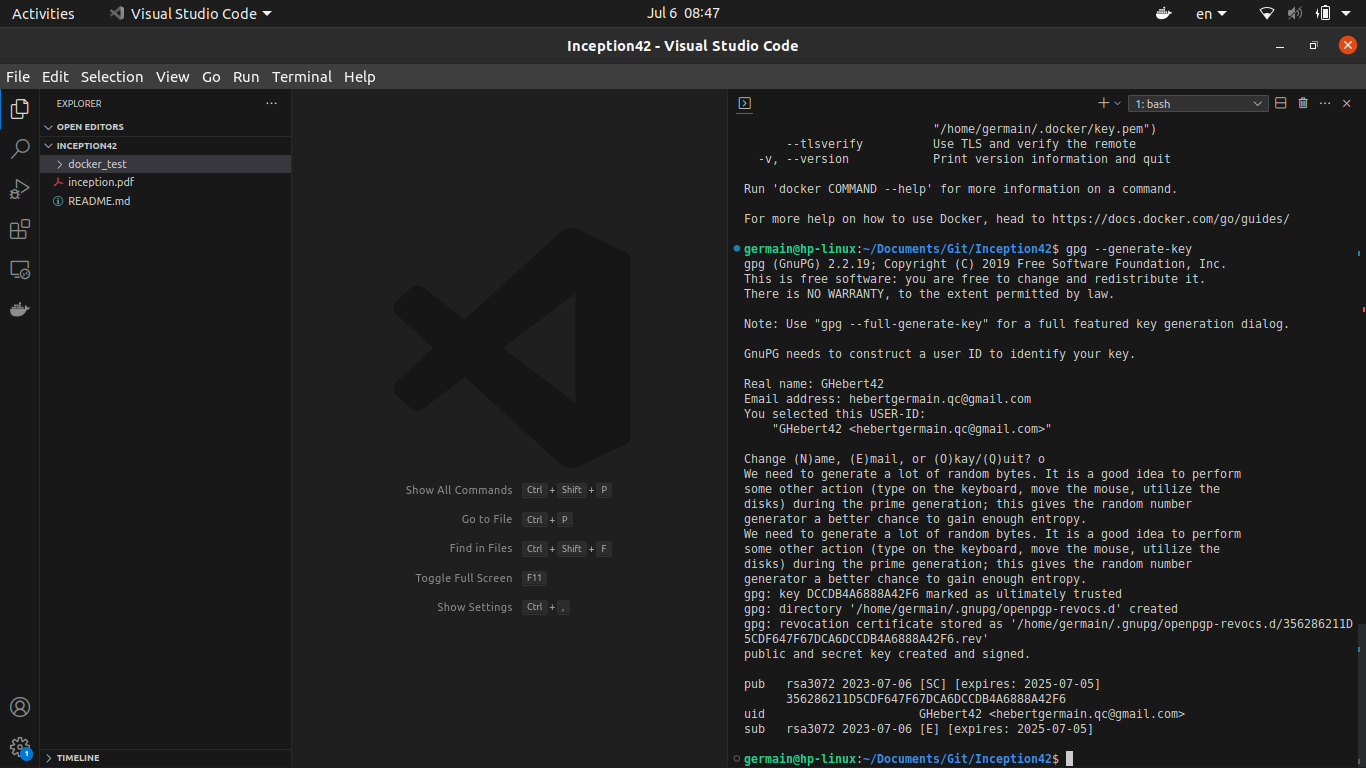 Activities
Visual Studio Code
Jul 6 08:47
en
Inception42 - Visual Studio Code
File Edit Selection View Go Run Terminal Help
EXPLORER
OPEN EDITORS
INCEPTION42
docker_test
inception.pdf
README.md
TIMELINE
1
Show All Commands Ctrl + Shift + P
Go to File Ctrl + P
Find in Files Ctrl + Shift + F
Toggle Full Screen F11
Show Settings Ctrl + ,
1: bash
"/home/germain/.docker/key.pem")
--tlsverify Use TLS and verify the remote
-v, --version Print version information and quit
Run 'docker COMMAND --help' for more information on a command.
For more help on how to use Docker, head to https://docs.docker.com/go/guides/
germain@hp-linux:~/Documents/Git/Inception42$ gpg --generate-key
gpg (GnuPG) 2.2.19; Copyright (C) 2019 Free Software Foundation, Inc.
This is free software: you are free to change and redistribute it.
There is NO WARRANTY, to the extent permitted by law.
Note: Use "gpg --full-generate-key" for a full featured key generation dialog.
GnuPG needs to construct a user ID to identify your key.
Real name: GHebert42
Email address: hebertgermain.qc@gmail.com
You selected this USER-ID:
"GHebert42 <hebertgermain.qc@gmail.com>"
Change (N)ame, (E)mail, or (O)kay/(Q)uit? o
We need to generate a lot of random bytes. It is a good idea to perform
some other action (type on the keyboard, move the mouse, utilize the
disks) during the prime generation; this gives the random number
generator a better chance to gain enough entropy.
We need to generate a lot of random bytes. It is a good idea to perform
some other action (type on the keyboard, move the mouse, utilize the
disks) during the prime generation; this gives the random number
generator a better chance to gain enough entropy.
gpg: key DCCDB4A6888A42F6 marked as ultimately trusted
gpg: directory '/home/germain/.gnupg/openpgp-revocs.d' created
gpg: revocation certificate stored as '/home/germain/.gnupg/openpgp-revocs.d/356286211D
5CDF647F67DCA6DCCDB4A6888A42F6.rev'
public and secret key created and signed.
pub rsa3072 2023-07-06 [SC] [expires: 2025-07-05]
356286211D5CDF647F67DCA6DCCDB4A6888A42F6
uid GHebert42 <hebertgermain.qc@gmail.com>
sub rsa3072 2023-07-06 [E] [expires: 2025-07-05]
germain@hp-linux:~/Documents/Git/Inception42$